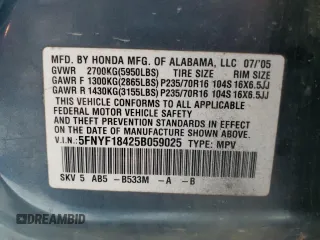 MFD. BY HONDA MFG. OF ALABAMA, LLC 07/'05
GVWR 2700KG(5950LBS) TIRE SIZE RIM SIZE
GAWR F 1300KG(2865LBS) P235/70R16 104S 16X6.5JJ
GAWR R 1430KG(3155LBS) P235/70R16 104S 16X6.5JJ
THIS VEHICLE CONFORMS TO ALL APPLICABLE
FEDERAL MOTOR VEHICLE SAFETY STANDARDS IN
EFFECT ON THE DATE OF MANUFACTURE SHOWN ABOVE.
V.I.N.: 5FNYF18425B059025 TYPE: MPV
SKV 5 AB5 -B533M -A -B
DREAMBID
AUTOBIDCAR.COM